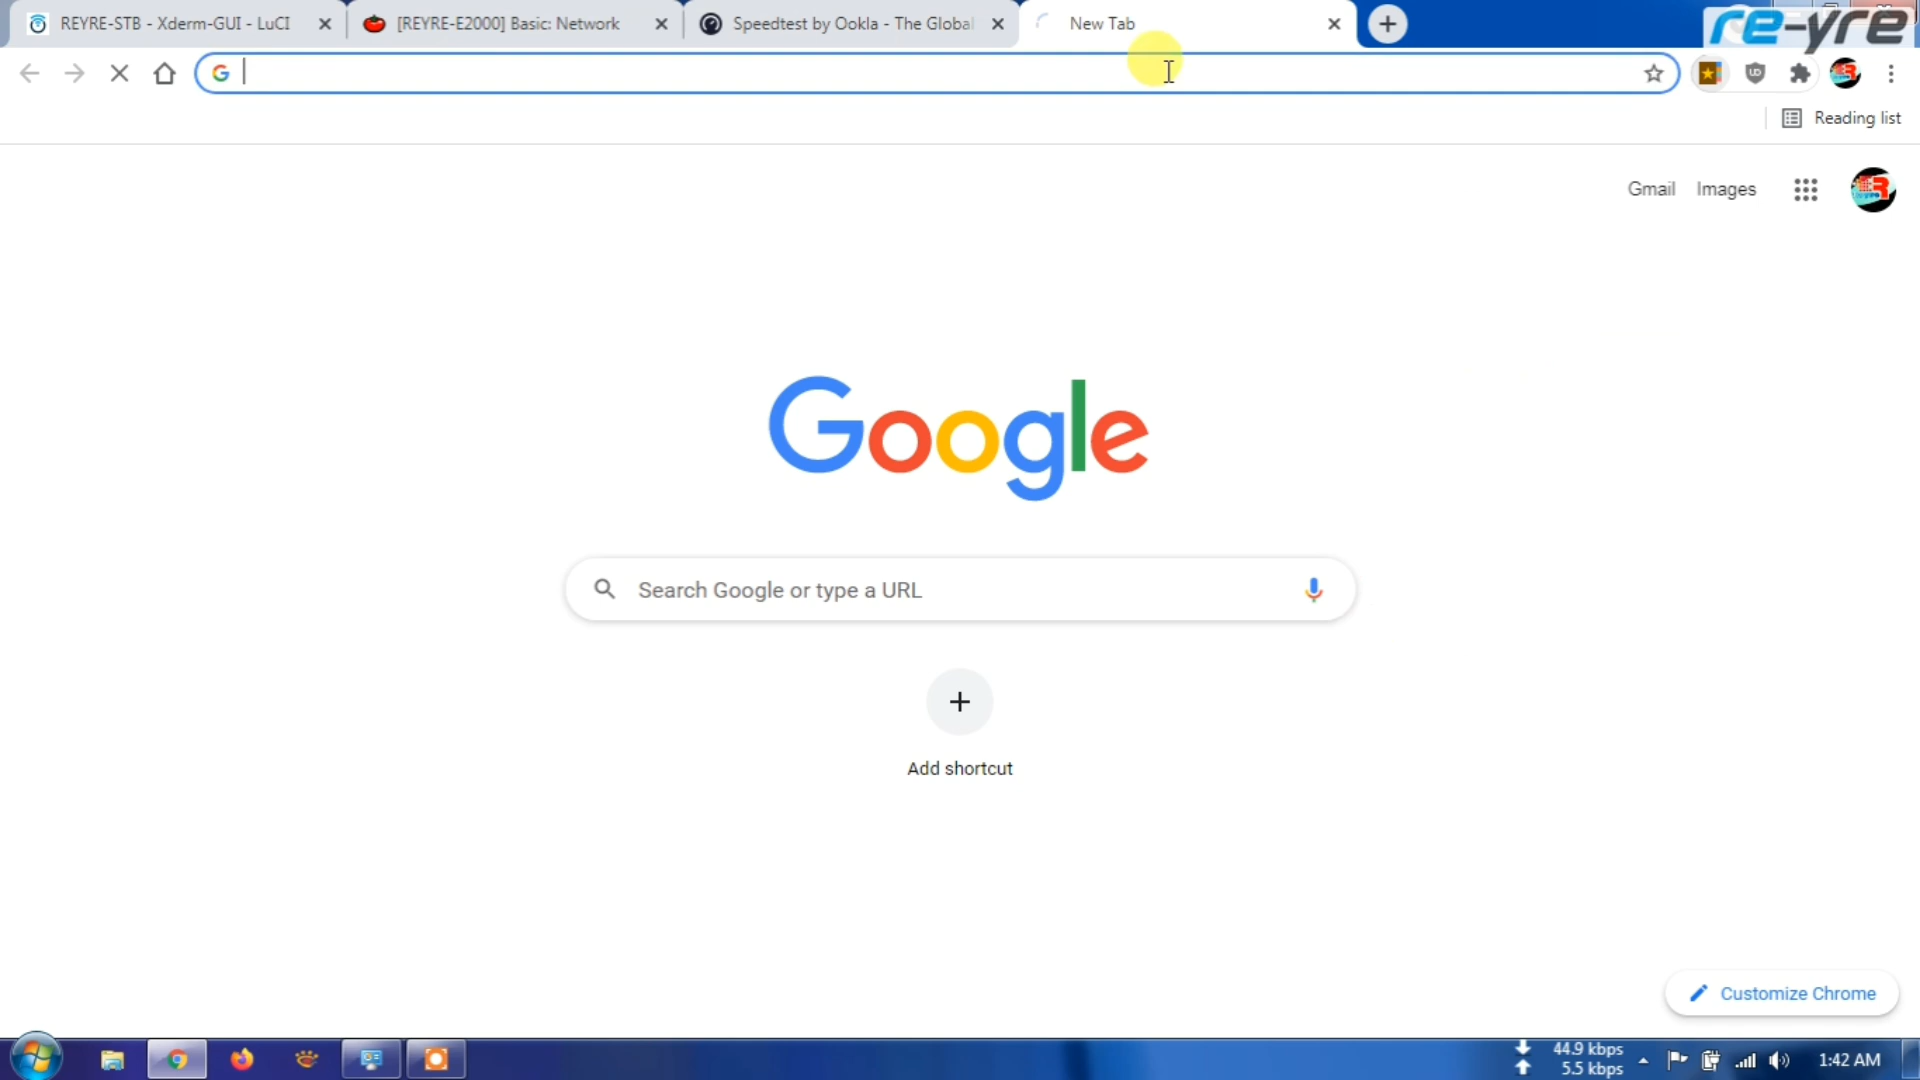 REYRE-STB - Xderm-GUI - LuCI
[REYRE-E2000] Basic: Network
Speedtest by Ookla - The Global
New Tab
re-yre
Reading list
Gmail
Images
Google
Search Google or type a URL
Add shortcut
Customize Chrome
44.9 kbps
5.5 kbps
1:42 AM